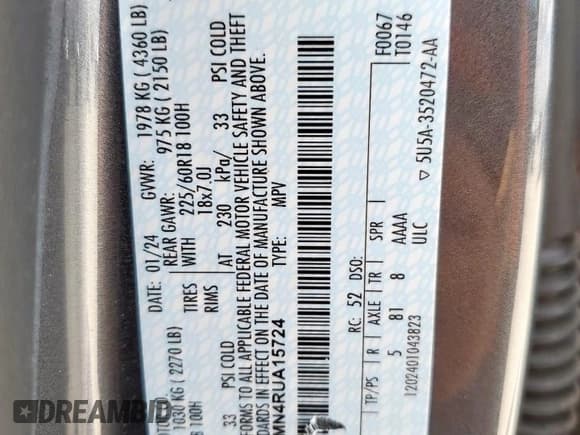 DATE: 01/24 GVWR: 1978 KG ( 4360 LB)
1030 KG ( 2270 LB) REAR GAWR: 975 KG ( 2150 LB)
100H WITH 225/60R18 100H
TIRES
RIMS 18x7.0J
33 PSI COLD AT 230 kPa/ 33 PSI COLD
TO ALL APPLICABLE FEDERAL MOTOR VEHICLE SAFETY AND THEFT
EFFECT ON THE DATE OF MANUFACTURE SHOWN ABOVE.
MN4RUA15724 TYPE: MPV
F0067
T0146
RC: 52 DSO:
TP/PS R AXLE TR SPR
5 81 8 AAAA
ULC
1202401043823 ▽ 5U5A-3520472-AA
DREAMBID